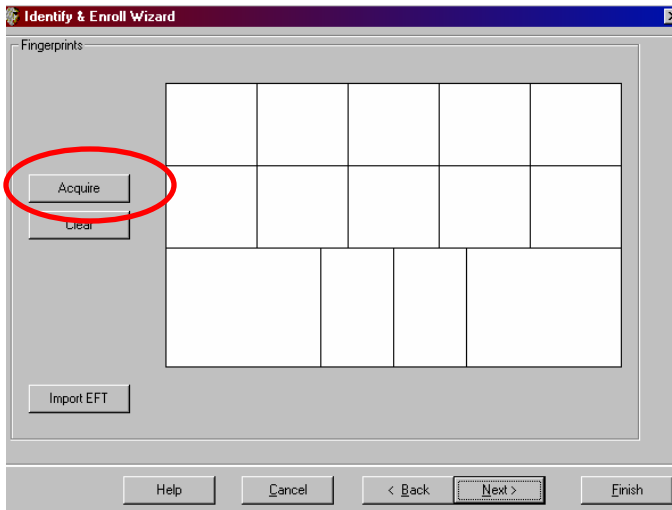 Identify & Enroll Wizard
Fingerprints
Acquire
Clear
Import EFT
Help Cancel < Back Next > Finish